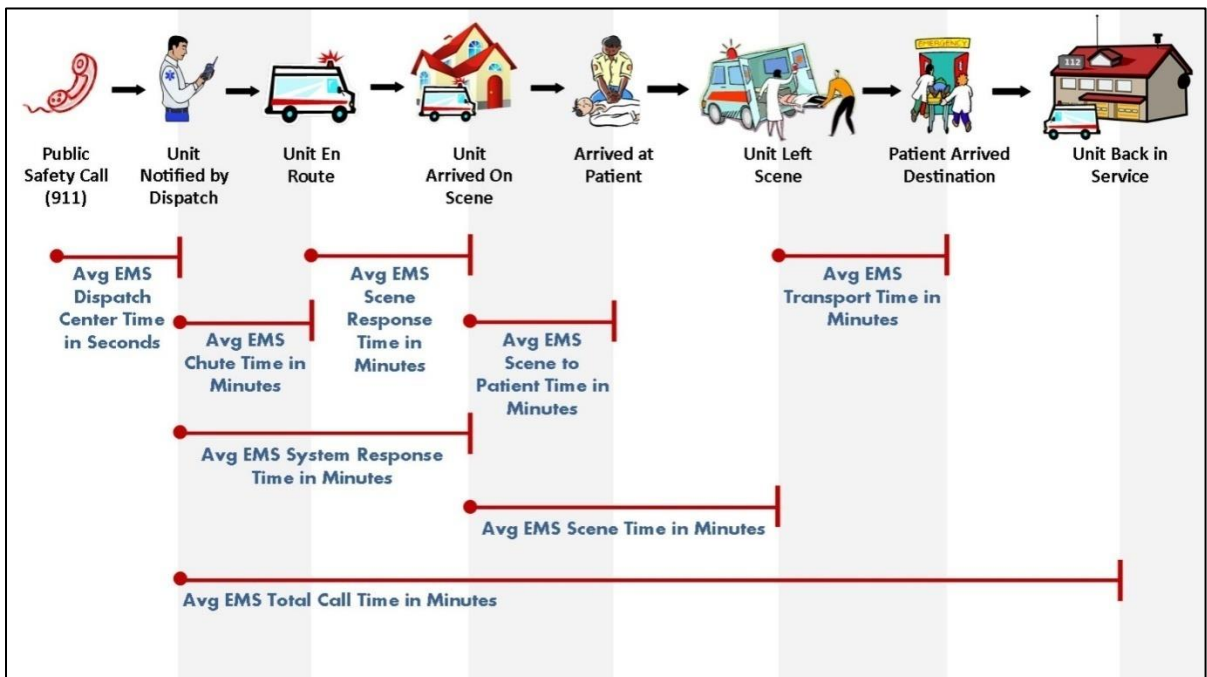 EMERGENCY
112
Public
Safety Call
(911)
Unit
Notified by
Dispatch
Unit En
Route
Unit
Arrived On
Scene
Arrived at
Patient
Unit Left
Scene
Patient Arrived
Destination
Unit Back in
Service
Avg EMS
Dispatch
Center Time
in Seconds
Avg EMS
Chute Time in
Minutes
Avg EMS
Scene
Response
Time in
Minutes
Avg EMS
Scene to
Patient Time in
Minutes
Avg EMS
Transport Time in
Minutes
Avg EMS System Response
Time in Minutes
Avg EMS Scene Time in Minutes
Avg EMS Total Call Time in Minutes